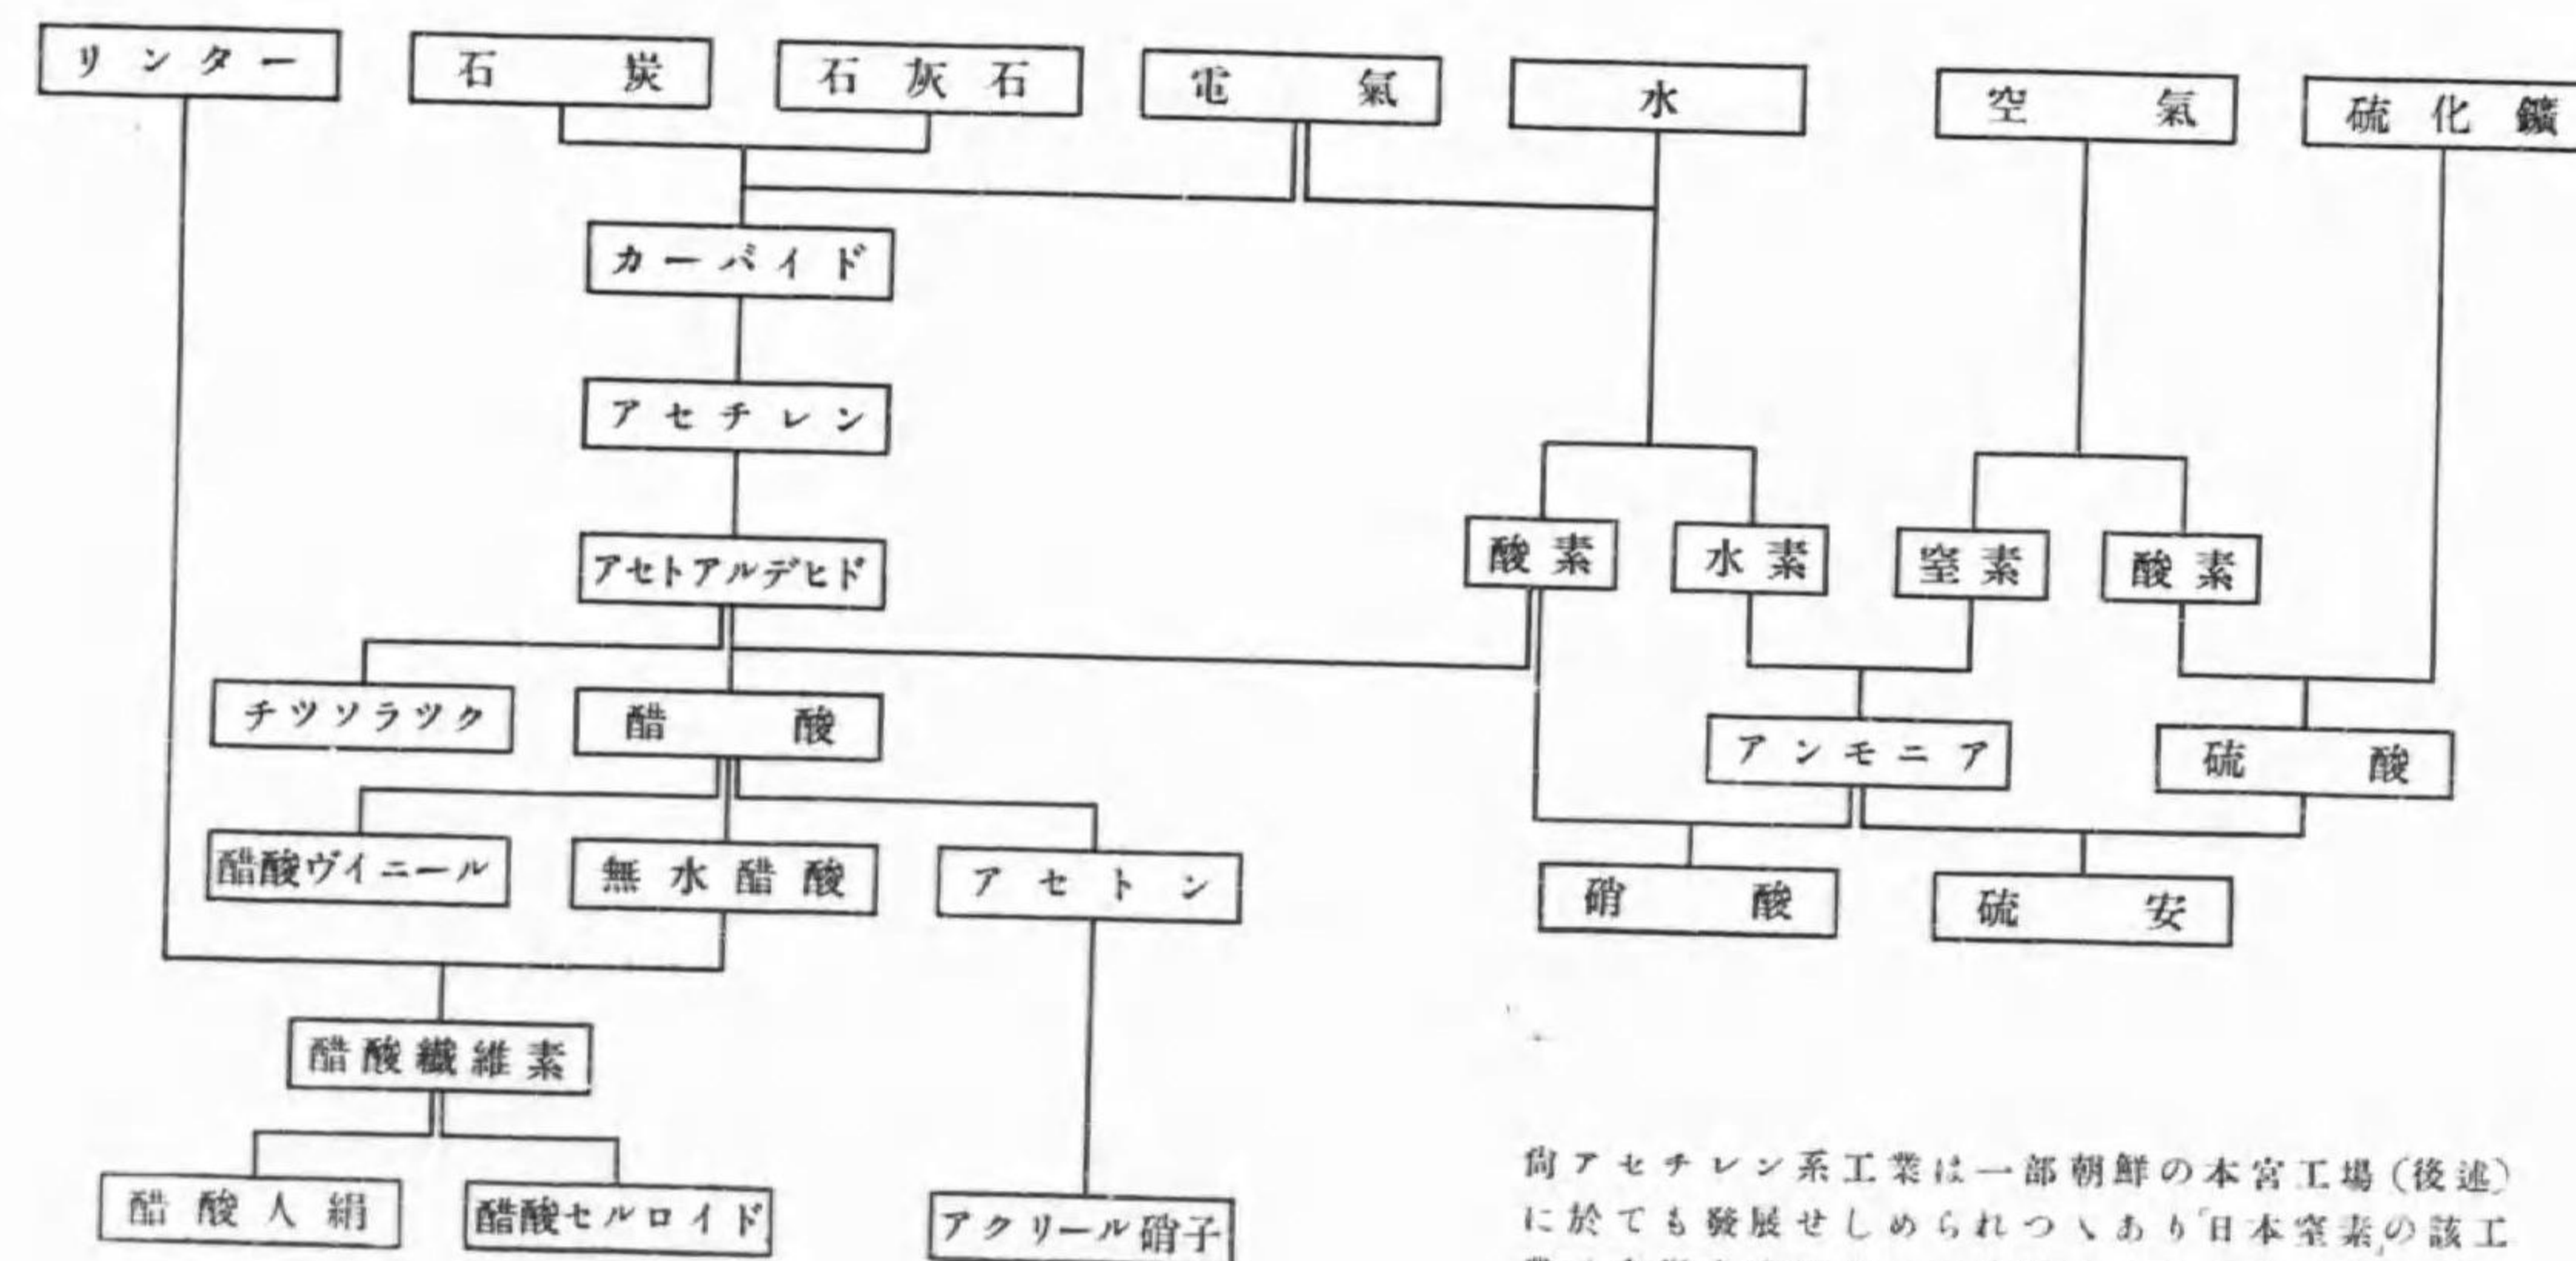 リンター
石炭
石灰石
電氣
水
空氣
硫化鑛
カーバイド
アセチレン
アセトアルデヒド
酸素
水素
窒素
酸素
チツソラツク
醋酸
アンモニア
硫酸
醋酸ヴイニール
無水醋酸
アセトン
硝酸
硫安
醋酸纖維素
醋酸人絹
醋酸セルロイド
アクリール硝子
尙アセチレン系工業は一部朝鮮の本宮工場（後述）
に於ても發展せしめられつゝあり「日本窒素」の該工